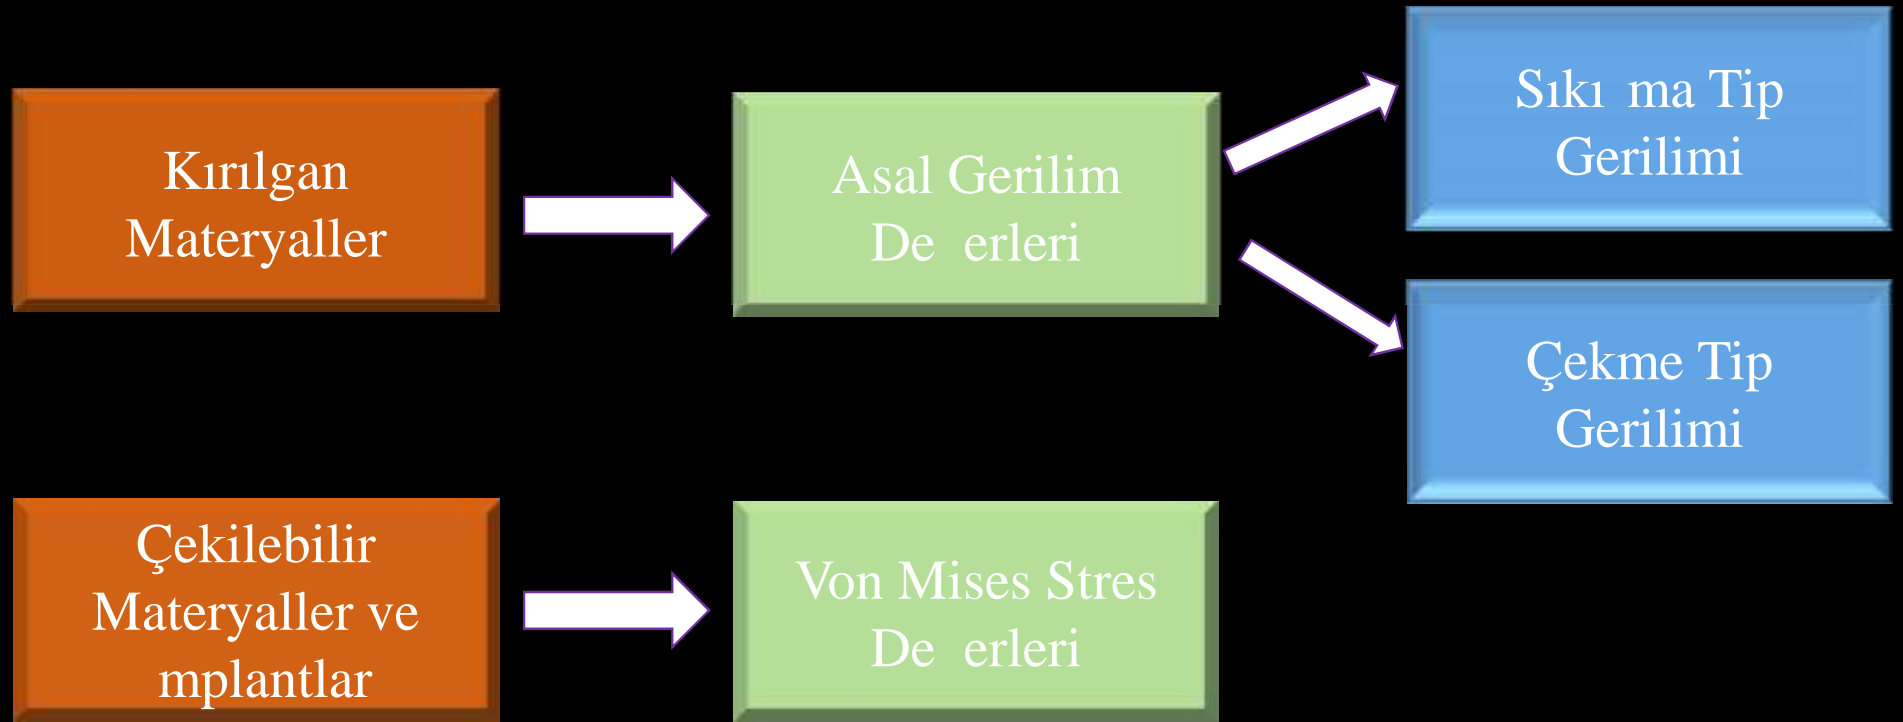 Kırılgan
Materyaller
Asal Gerilim
De erleri
Sıkı ma Tip
Gerilimi
Çekme Tip
Gerilimi
Çekilebilir
Materyaller ve
mplantlar
Von Mises Stres
De erleri